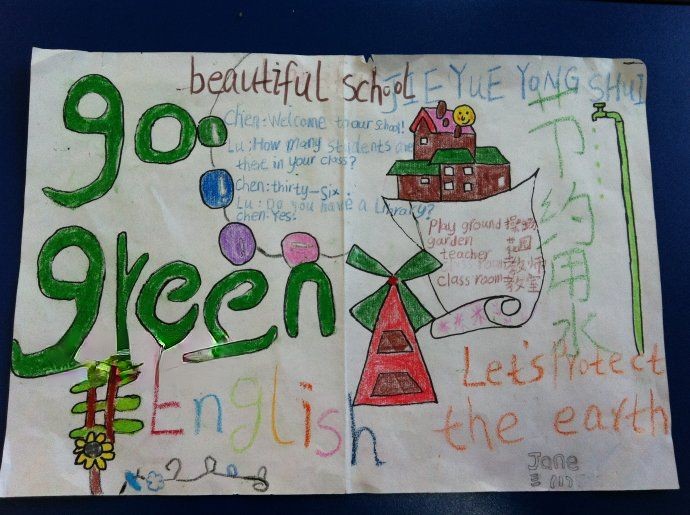 go green
beautiful school
JIE YUE YONG SHUI
Chen: Welcome to our school!
Lu: How many students are
there in your class?
Chen: thirty-six.
Lu: Do you have a
Chen: Yes.
Play ground 操场
garden 花园
teacher 教师
class room 教室
节约用水
English
Let's Protect
the earth
Jane